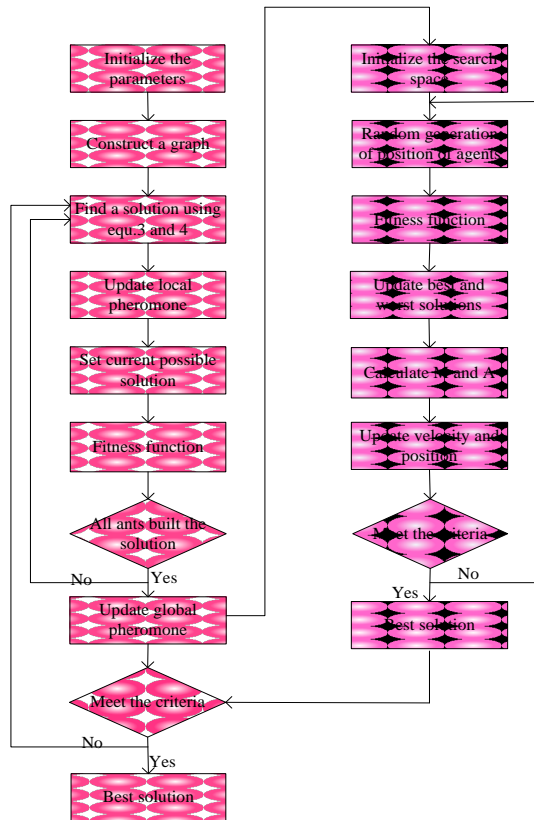 Initialize the
parameters
Construct a graph
Find a solution using
equ.3 and 4
Update local
pheromone
Set current possible
solution
Fitness function
All ants built the
solution
No
Yes
Update global
pheromone
Meet the criteria
No
Yes
Best solution
Initialize the search
space
Random generation
of position of agents
Fitness function
Update best and
worst solutions
Calculate M and A
Update velocity and
position
Meet the criteria
No
Yes
Best solution